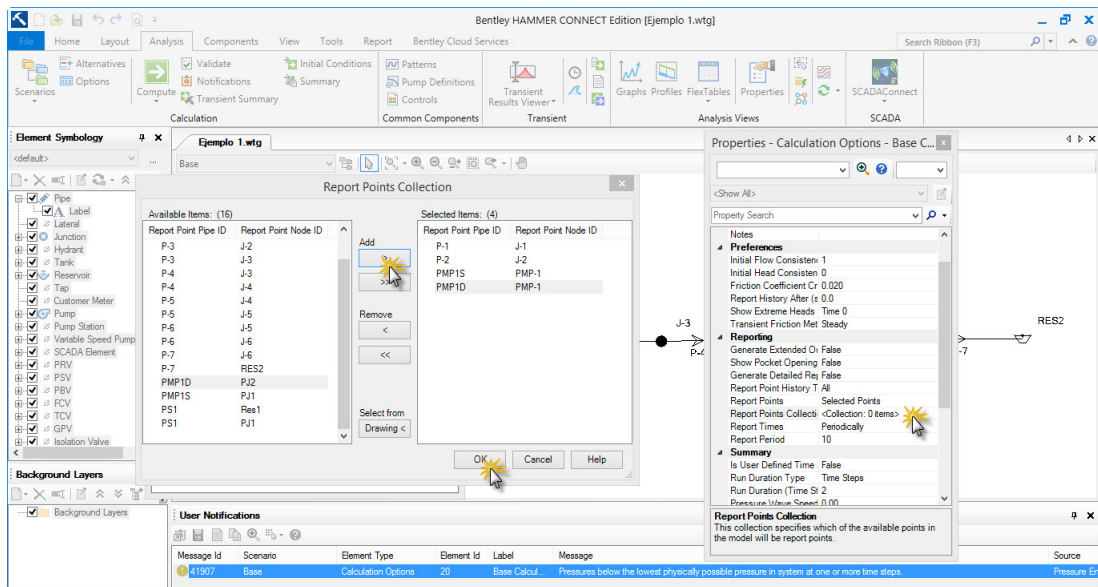 Bentley HAMMER CONNECT Edition [Ejemplo 1.wtg]
File Home Layout Analysis Components View Tools Report Bentley Cloud Services Search Ribbon (F3)
Scenarios
Alternatives
Options
Compute
Validate
Notifications
Transient Summary
Initial Conditions
Summary
Calculation
Patterns
Pump Definitions
Controls
Common Components
Transient
Results Viewer
Transient
Graphs Profiles FlexTables Properties
Analysis Views
SCADAConnect
SCADA
Element Symbology
<default>
...
Pipe
Label
Lateral
Junction
Hydrant
Tank
Reservoir
Tap
Customer Meter
Pump
Pump Station
Variable Speed Pump
SCADA Element
PRV
PSV
PBV
FCV
TCV
GPV
Isolation Valve
Background Layers
Background Layers
Ejemplo 1.wtg
Base
Report Points Collection
Available Items: (16)
Report Point Pipe ID Report Point Node ID
P-3 J-2
P-3 J-3
P-4 J-3
P-4 J-4
P-5 J-4
P-5 J-5
P-6 J-5
P-6 J-6
P-7 J-6
P-7 RES2
PMP1D PJ2
PMP1S PJ1
PS1 Res1
PS1 PJ1
Add
>
>>
Remove
<
<<
Select from
Drawing <
Selected Items: (4)
Report Point Pipe ID Report Point Node ID
P-1 J-1
P-2 J-2
PMP1S PMP-1
PMP1D PMP-1
OK Cancel Help
J-3
RES2
-7
Properties - Calculation Options - Base C...
<Show All>
Property Search
Notes
Preferences
Initial Flow Consistenc 1
Initial Head Consisten 0
Friction Coefficient Cr 0.020
Report History After (s 0.0
Show Extreme Heads Time 0
Transient Friction Met Steady
Reporting
Generate Extended Ou False
Show Pocket Opening False
Generate Detailed Rep False
Report Point History T All
Report Points Selected Points
Report Points Collecti <Collection: 0 items>
Report Times Periodically
Report Period 10
Summary
Is User Defined Time False
Run Duration Type Time Steps
Run Duration (Time St 2
Pressure Wave Speed 0.00
Report Points Collection
This collection specifies which of the available points in
the model will be report points.
User Notifications
Message Id Scenario Element Type Element Id Label Message Source
41907 Base Calculation Options 20 Base Calcul... Pressures below the lowest physically possible pressure in system at one or more time steps. Pressure En